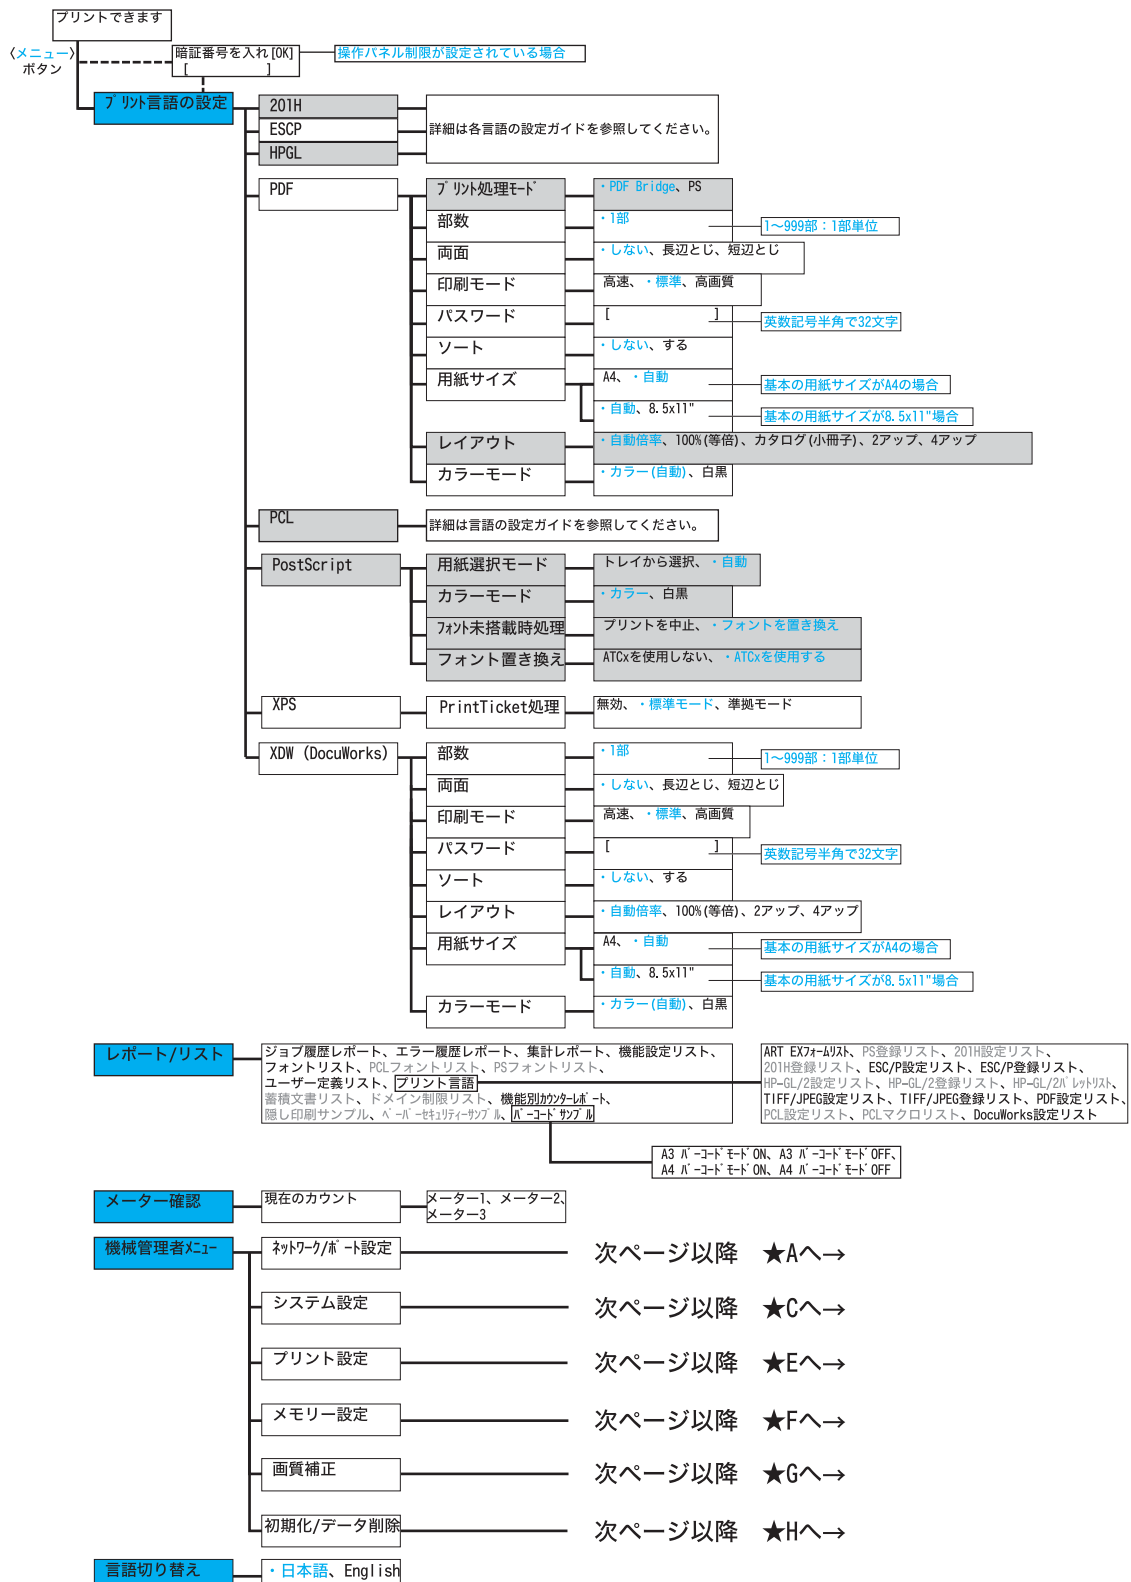 プリントできます
〈メニュー〉
ボタン
暗証番号を入れ[OK]
[　　　　　　]
操作パネル制限が設定されている場合
プリント言語の設定
201H
ESCP
HPGL
詳細は各言語の設定ガイドを参照してください。
PDF
プリント処理モード
・PDF Bridge、PS
部数
・1部
1〜999部：1部単位
両面
・しない、長辺とじ、短辺とじ
印刷モード
高速、・標準、高画質
パスワード
[　　　　　　]
英数記号半角で32文字
ソート
・しない、する
用紙サイズ
A4、・自動
基本の用紙サイズがA4の場合
・自動、8.5x11"
基本の用紙サイズが8.5x11"場合
レイアウト
・自動倍率、100%(等倍)、カタログ(小冊子)、2アップ、4アップ
カラーモード
・カラー(自動)、白黒
PCL
詳細は言語の設定ガイドを参照してください。
PostScript
用紙選択モード
トレイから選択、・自動
カラーモード
・カラー、白黒
フォント未搭載時処理
プリントを中止、・フォントを置き換え
フォント置き換え
ATCxを使用しない、・ATCxを使用する
XPS
PrintTicket処理
無効、・標準モード、準拠モード
XDW (DocuWorks)
部数
・1部
1〜999部：1部単位
両面
・しない、長辺とじ、短辺とじ
印刷モード
高速、・標準、高画質
パスワード
[　　　　　　]
英数記号半角で32文字
ソート
・しない、する
レイアウト
・自動倍率、100%(等倍)、2アップ、4アップ
用紙サイズ
A4、・自動
基本の用紙サイズがA4の場合
・自動、8.5x11"
基本の用紙サイズが8.5x11"場合
カラーモード
・カラー(自動)、白黒
レポート/リスト
ジョブ履歴レポート、エラー履歴レポート、集計レポート、機能設定リスト、
フォントリスト、PCLフォントリスト、PSフォントリスト、
ユーザー定義リスト、プリント言語
蓄積文書リスト、ドメイン制限リスト、機能別カウンターレポート、
隠し印刷サンプル、ペーパーセキュリティーサンプル、バーコードサンプル
ART EXフォームリスト、PS登録リスト、201H設定リスト、
201H登録リスト、ESC/P設定リスト、ESC/P登録リスト、
HP-GL/2設定リスト、HP-GL/2登録リスト、HP-GL/2パレットリスト、
TIFF/JPEG設定リスト、TIFF/JPEG登録リスト、PDF設定リスト、
PCL設定リスト、PCLマクロリスト、DocuWorks設定リスト
A3 バーコードモードON、A3 バーコードモードOFF、
A4 バーコードモードON、A4 バーコードモードOFF
メーター確認
現在のカウント
メーター1、メーター2、
メーター3
機械管理者メニュー
ネットワーク/ポート設定
次ページ以降　★Aへ→
システム設定
次ページ以降　★Cへ→
プリント設定
次ページ以降　★Eへ→
メモリー設定
次ページ以降　★Fへ→
画質補正
次ページ以降　★Gへ→
初期化/データ削除
次ページ以降　★Hへ→
言語切り替え
・日本語、English